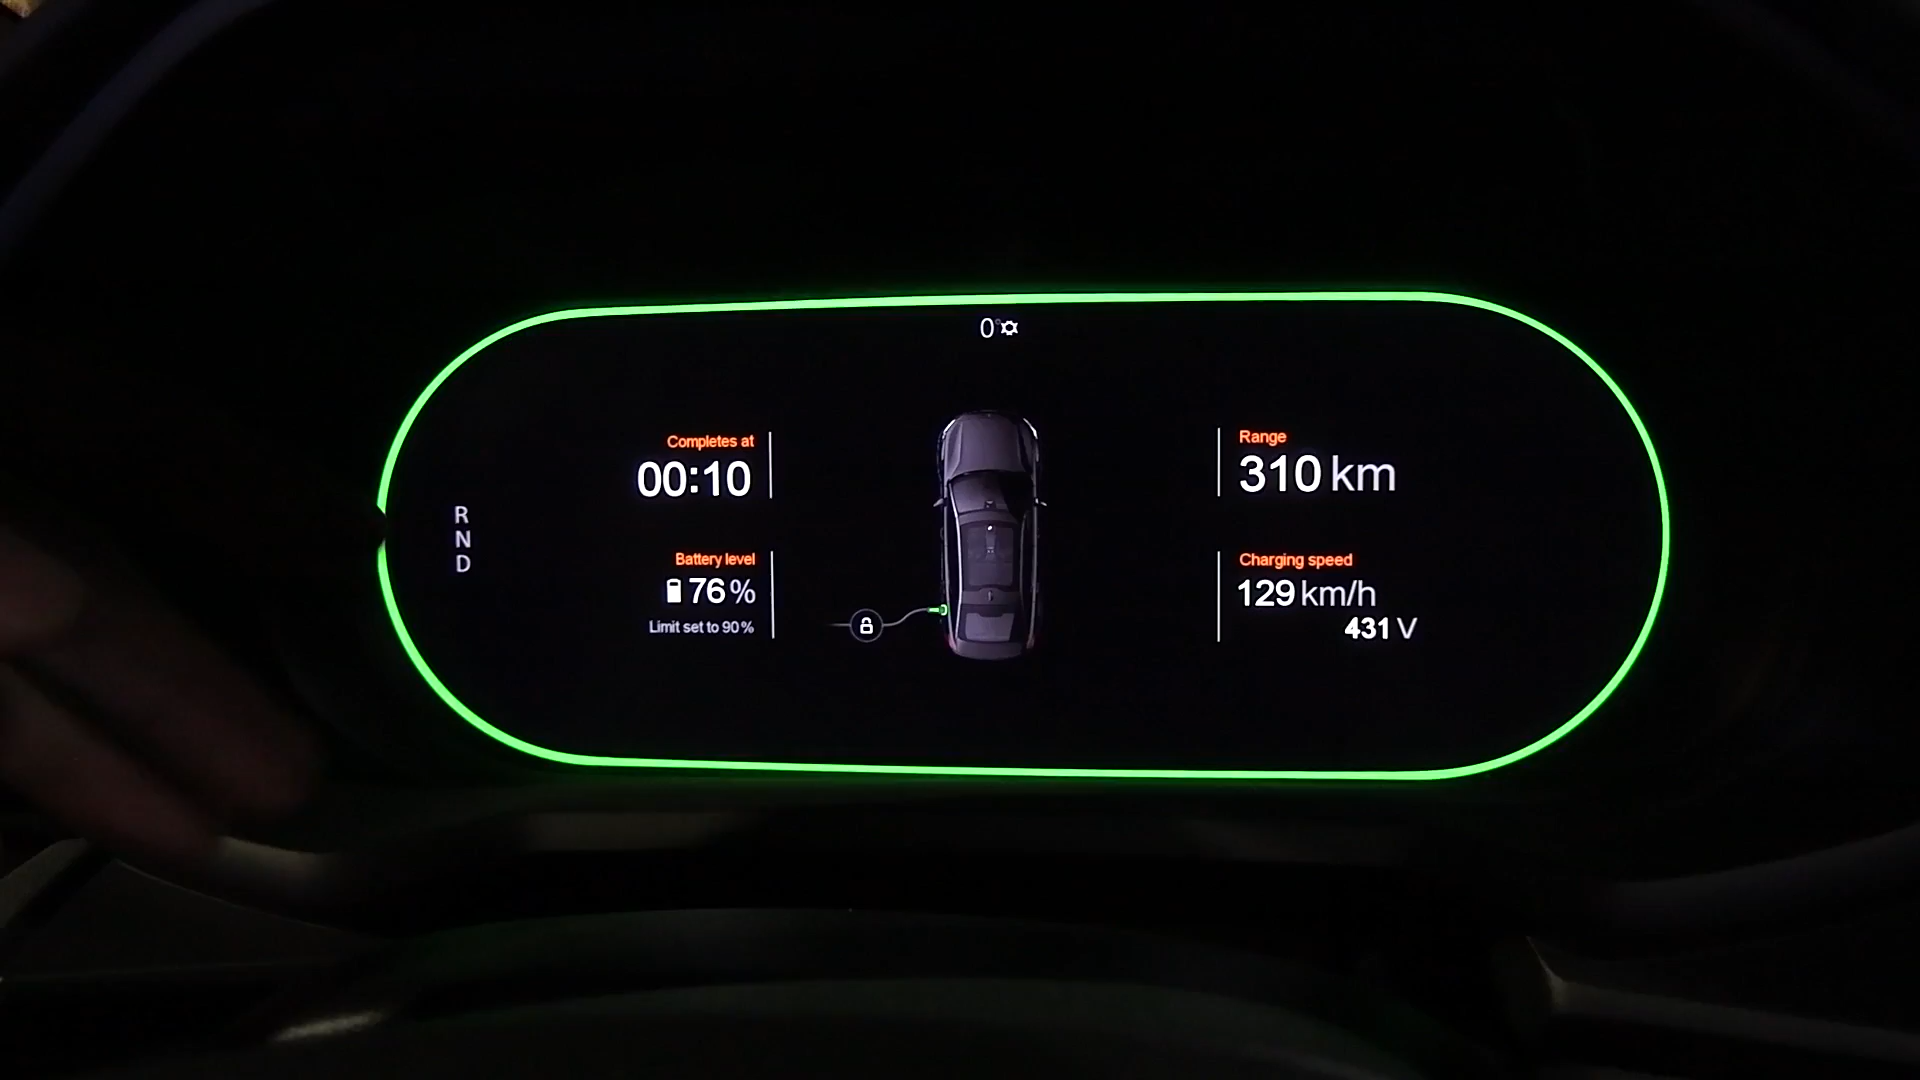 0°
Completes at
00:10
Range
310 km
R
N
D
Battery level
76 %
Limit set to 90 %
Charging speed
129 km/h
431 V